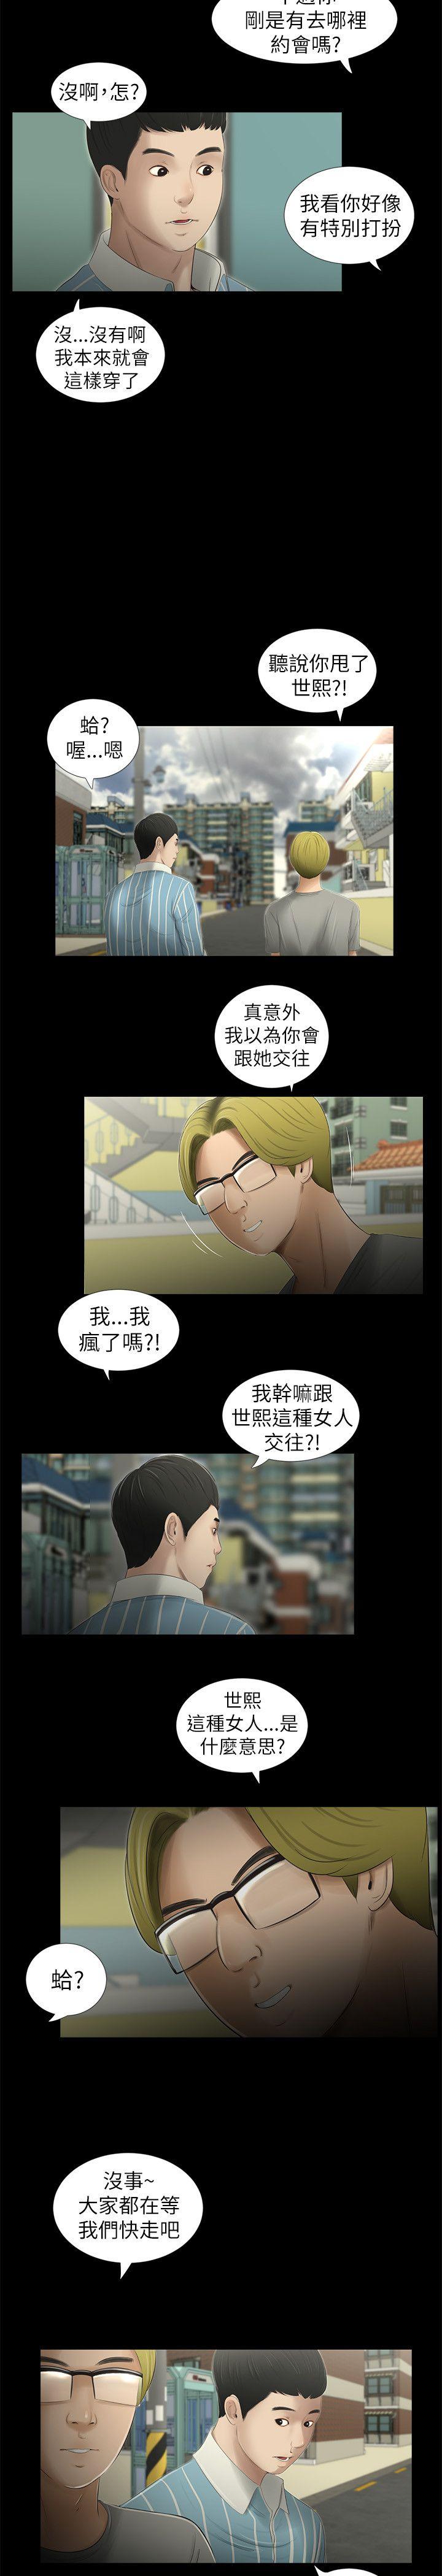 剛是有去哪裡
約會嗎?
沒啊，怎?
我看你好像
有特別打扮
沒...沒有啊
我本來就會
這樣穿了
聽說你甩了
世熙?!
蛤?
喔...嗯
真意外
我以為你會
跟她交往
我...我
瘋了嗎?!
我幹嘛跟
世熙這種女人
交往?!
世熙
這種女人...是
什麼意思?
蛤?
沒事~
大家都在等
我們快走吧